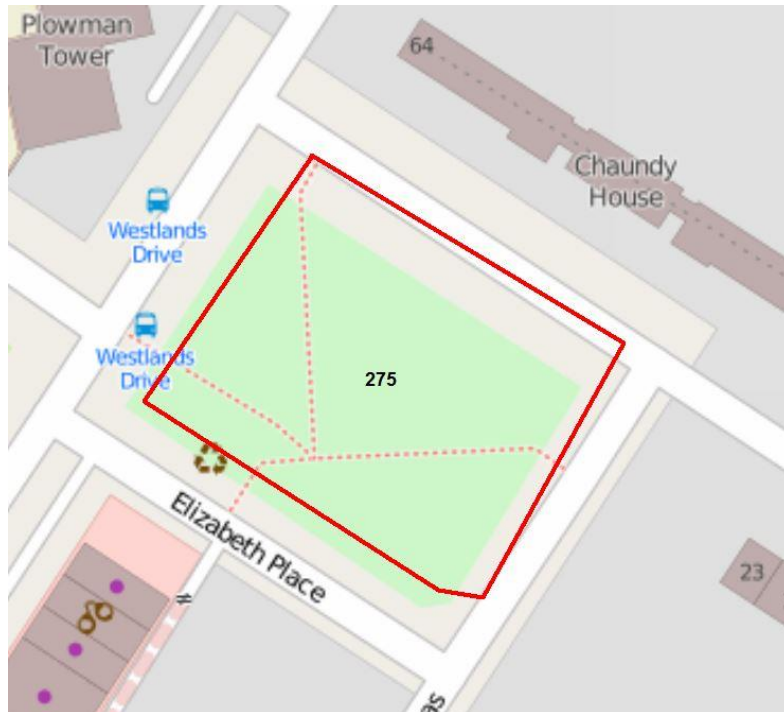 Plowman
Tower
64
Chaundy
House
Westlands
Drive
Westlands
Drive
275
Elizabeth Place
23